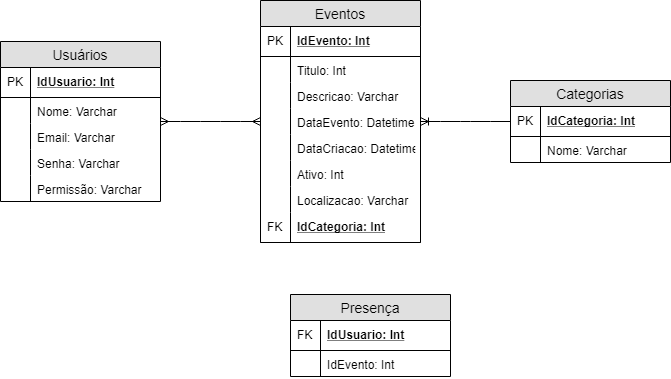 Usuários
PK IdUsuario: Int
Nome: Varchar
Email: Varchar
Senha: Varchar
Permissão: Varchar
Eventos
PK IdEvento: Int
Titulo: Int
Descricao: Varchar
DataEvento: Datetime
DataCriacao: Datetime
Ativo: Int
Localizacao: Varchar
FK IdCategoria: Int
Categorias
PK IdCategoria: Int
Nome: Varchar
Presença
FK IdUsuario: Int
IdEvento: Int